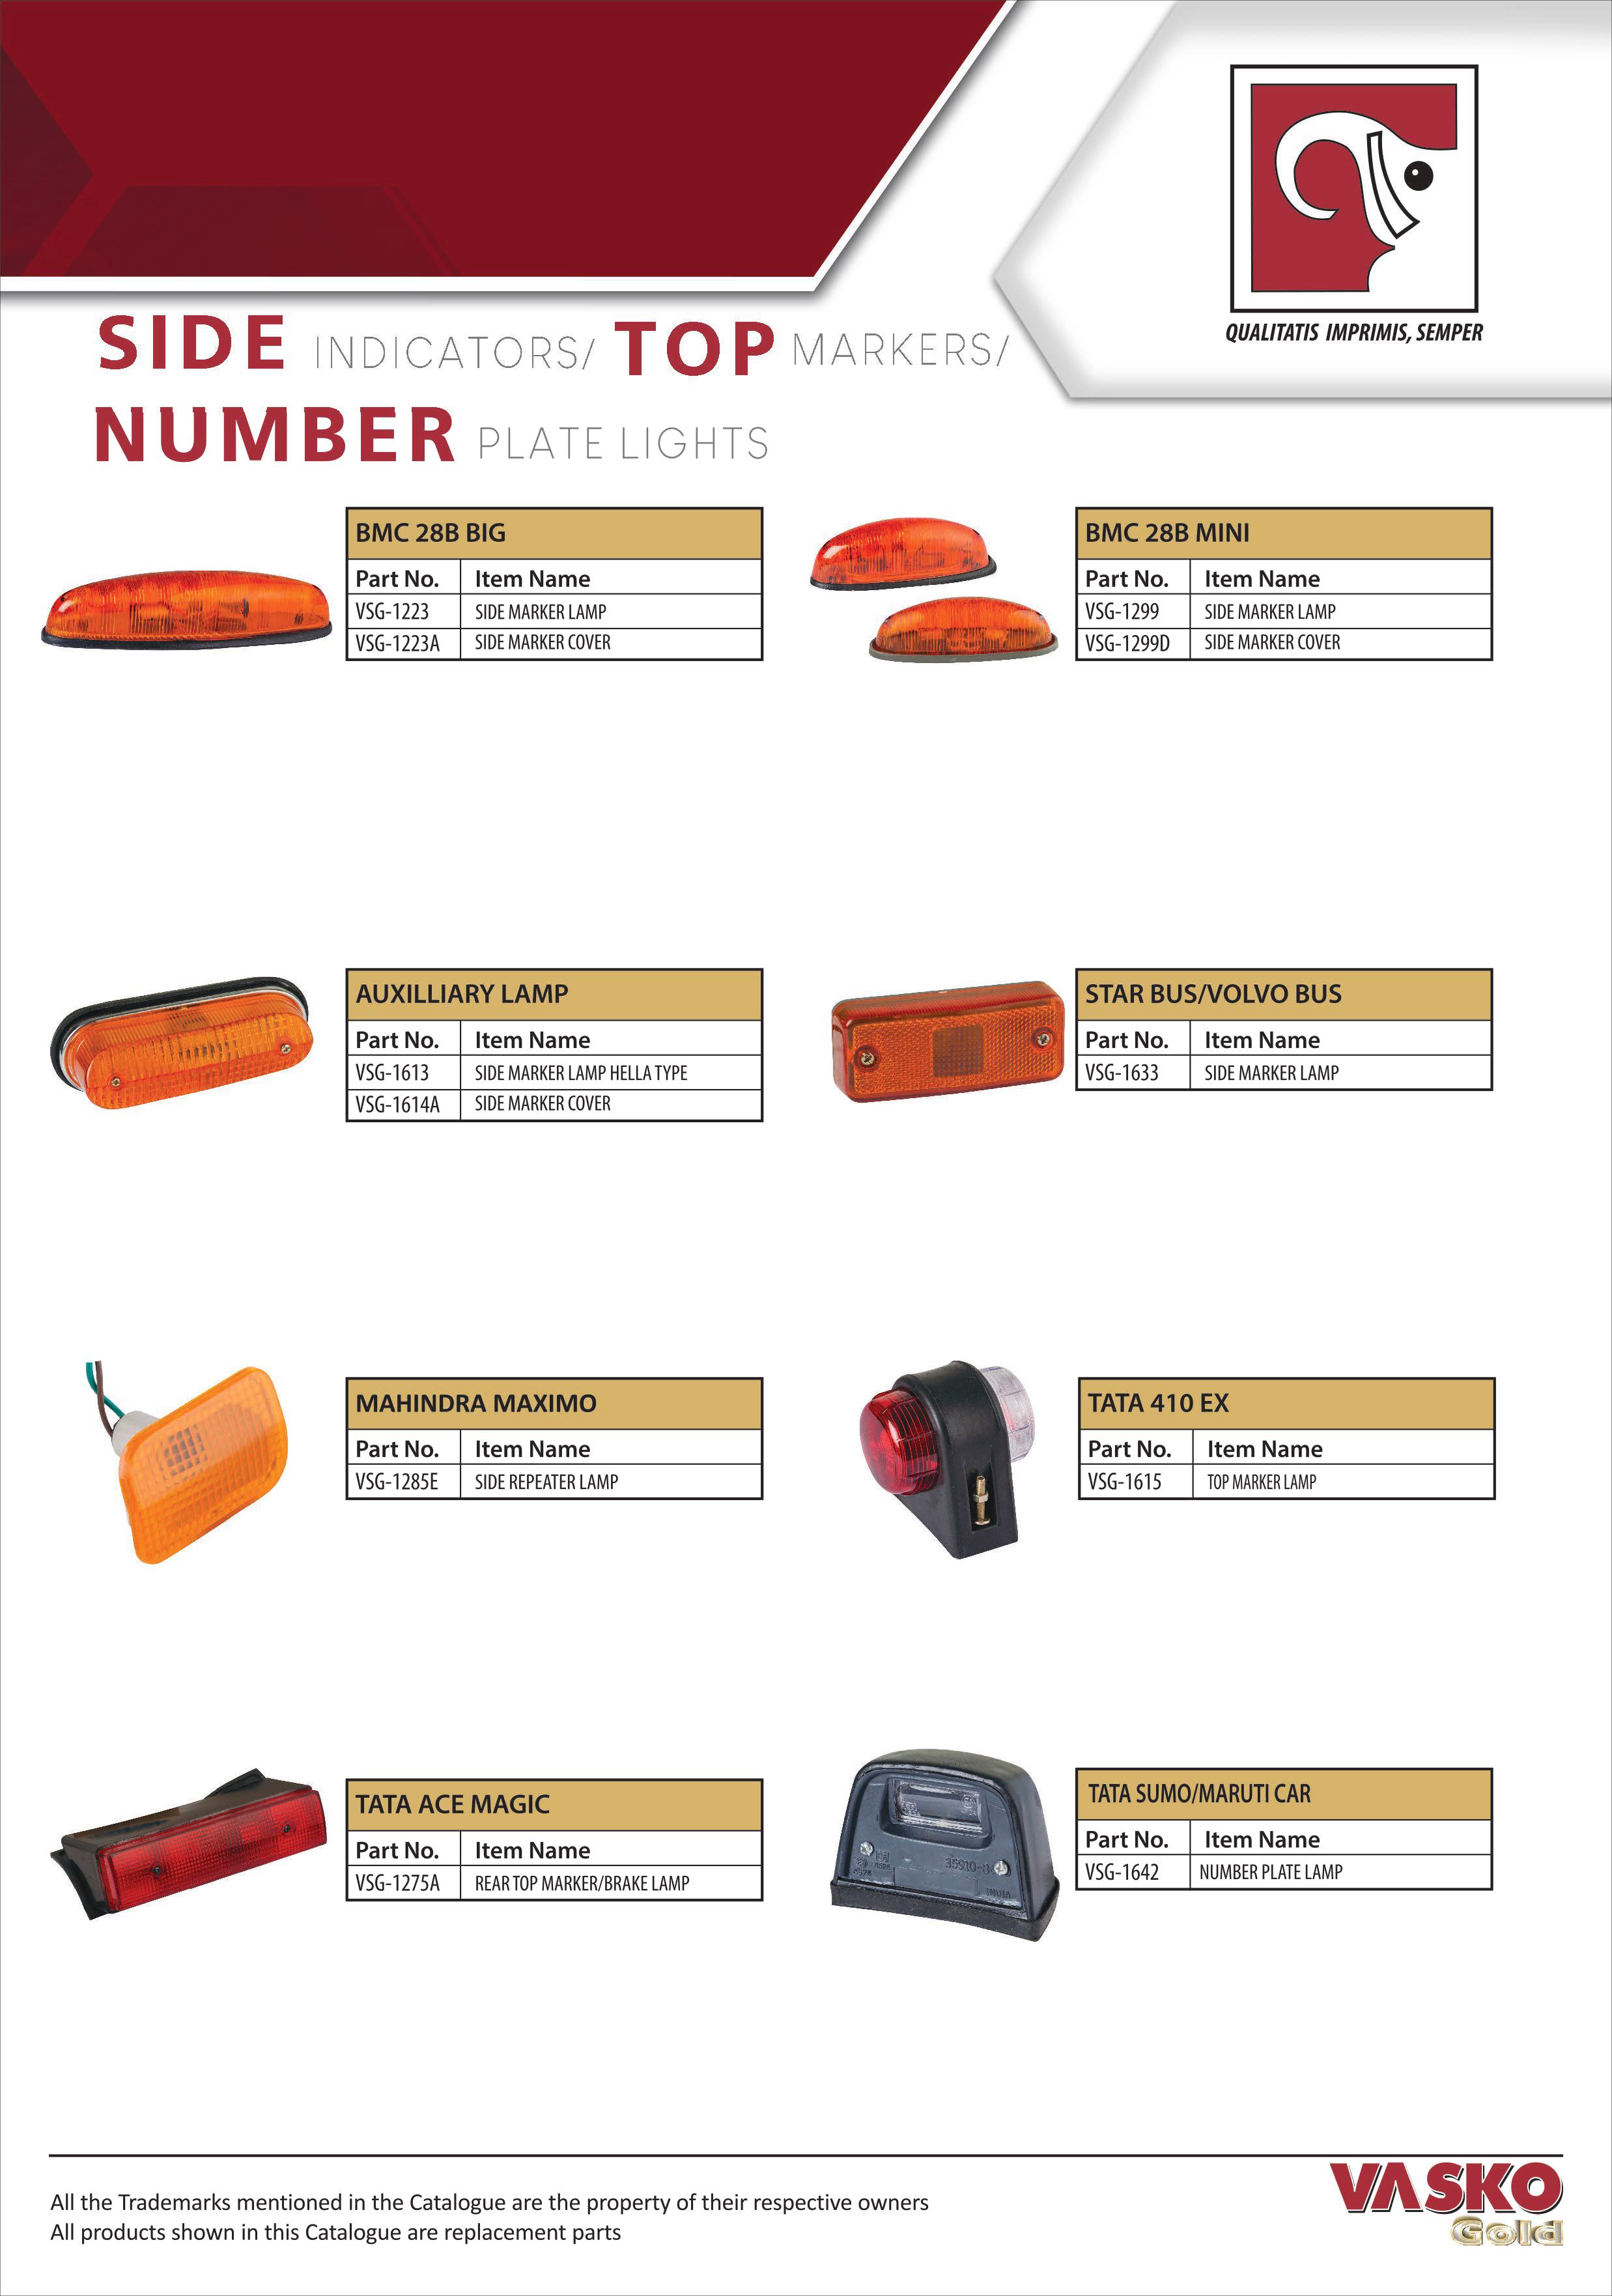 QUALITATIS IMPRIMIS, SEMPER
SIDE INDICATORS/ TOP MARKERS/
NUMBER PLATE LIGHTS
BMC 28B BIG
Part No. Item Name
VSG-1223 SIDE MARKER LAMP
VSG-1223A SIDE MARKER COVER
BMC 28B MINI
Part No. Item Name
VSG-1299 SIDE MARKER LAMP
VSG-1299D SIDE MARKER COVER
AUXILLIARY LAMP
Part No. Item Name
VSG-1613 SIDE MARKER LAMP HELLA TYPE
VSG-1614A SIDE MARKER COVER
STAR BUS/VOLVO BUS
Part No. Item Name
VSG-1633 SIDE MARKER LAMP
MAHINDRA MAXIMO
Part No. Item Name
VSG-1285E SIDE REPEATER LAMP
TATA 410 EX
Part No. Item Name
VSG-1615 TOP MARKER LAMP
TATA ACE MAGIC
Part No. Item Name
VSG-1275A REAR TOP MARKER/BRAKE LAMP
TATA SUMO/MARUTI CAR
Part No. Item Name
VSG-1642 NUMBER PLATE LAMP
INDIA
All the Trademarks mentioned in the Catalogue are the property of their respective owners
All products shown in this Catalogue are replacement parts
VASKO
Gold